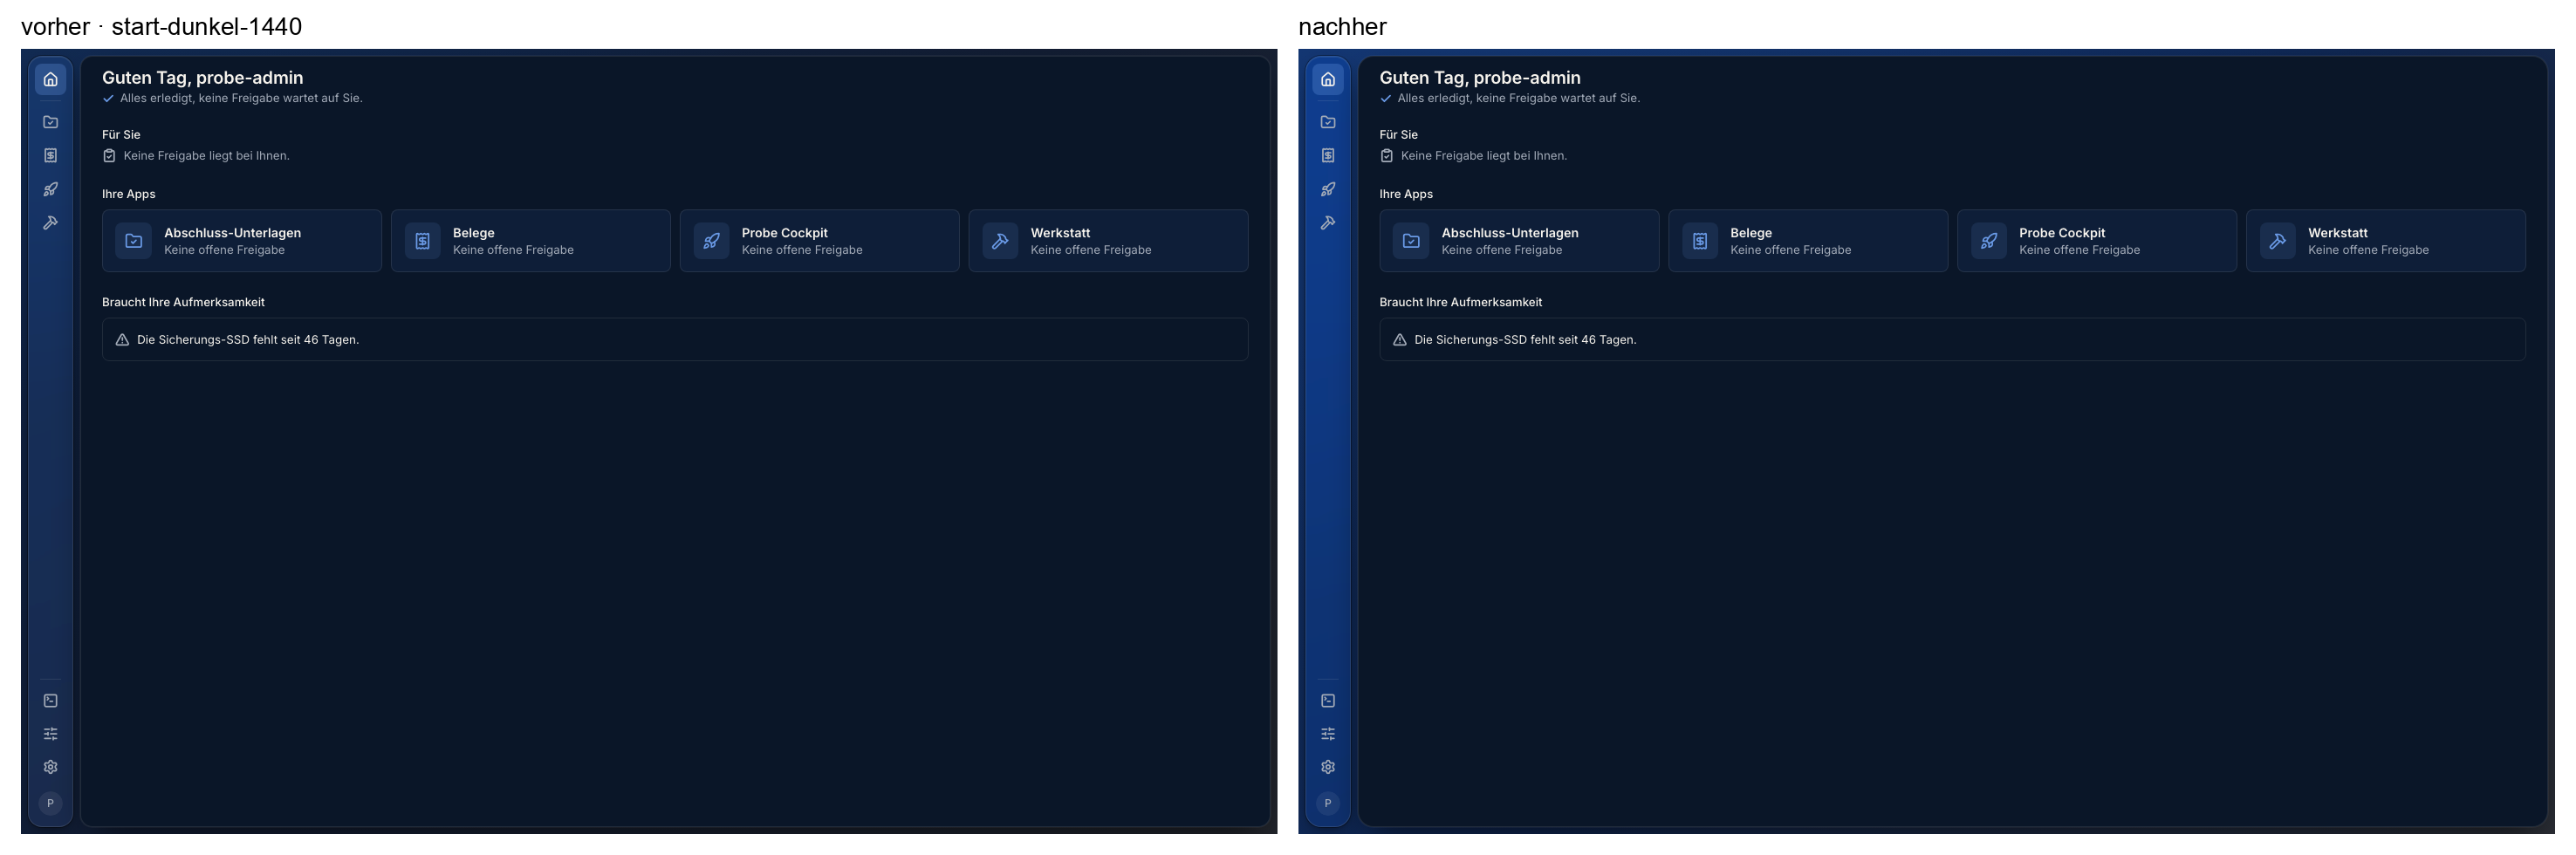 vorher · start-dunkel-1440
Guten Tag, probe-admin
Alles erledigt, keine Freigabe wartet auf Sie.
Für Sie
Keine Freigabe liegt bei Ihnen.
Ihre Apps
Abschluss-Unterlagen
Keine offene Freigabe
Belege
Keine offene Freigabe
Probe Cockpit
Keine offene Freigabe
Werkstatt
Keine offene Freigabe
Braucht Ihre Aufmerksamkeit
Die Sicherungs-SSD fehlt seit 46 Tagen.
P
nachher
Guten Tag, probe-admin
Alles erledigt, keine Freigabe wartet auf Sie.
Für Sie
Keine Freigabe liegt bei Ihnen.
Ihre Apps
Abschluss-Unterlagen
Keine offene Freigabe
Belege
Keine offene Freigabe
Probe Cockpit
Keine offene Freigabe
Werkstatt
Keine offene Freigabe
Braucht Ihre Aufmerksamkeit
Die Sicherungs-SSD fehlt seit 46 Tagen.
P